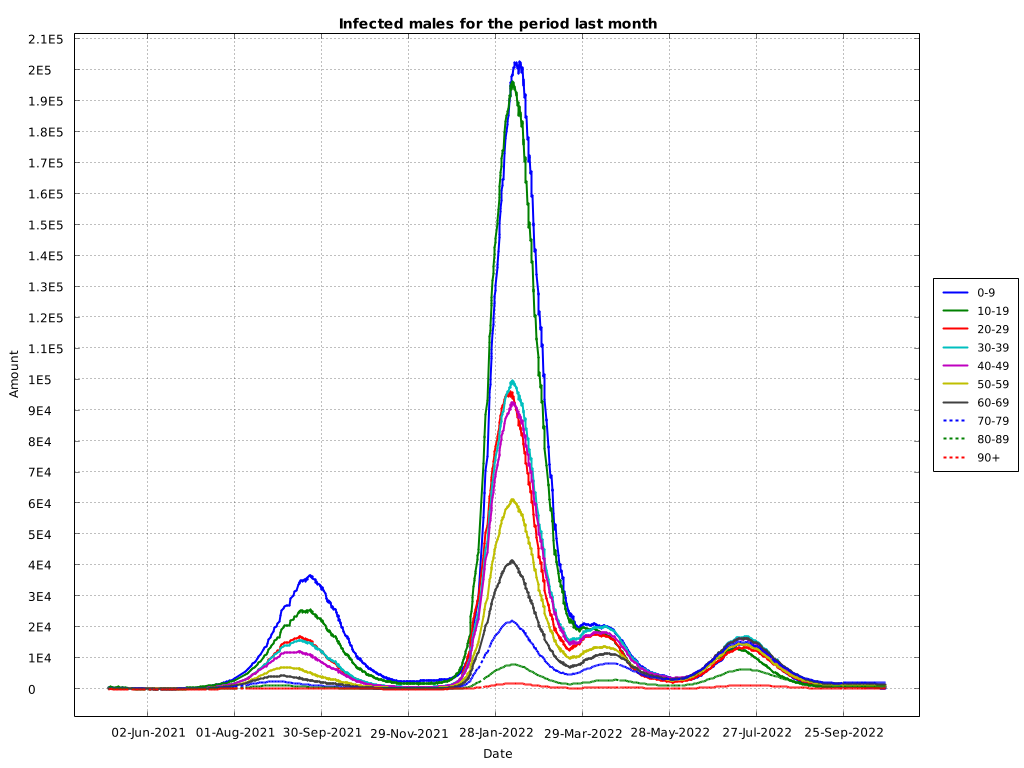 Infected males for the period last month
2.1E5
2E5
1.9E5
1.8E5
1.7E5
1.6E5
1.5E5
1.4E5
1.3E5
1.2E5
1.1E5
1E5
9E4
8E4
7E4
6E4
5E4
4E4
3E4
2E4
1E4
0
Amount
02-Jun-2021 01-Aug-2021 30-Sep-2021 29-Nov-2021 28-Jan-2022 29-Mar-2022 28-May-2022 27-Jul-2022 25-Sep-2022
Date
0-9
10-19
20-29
30-39
40-49
50-59
60-69
70-79
80-89
90+